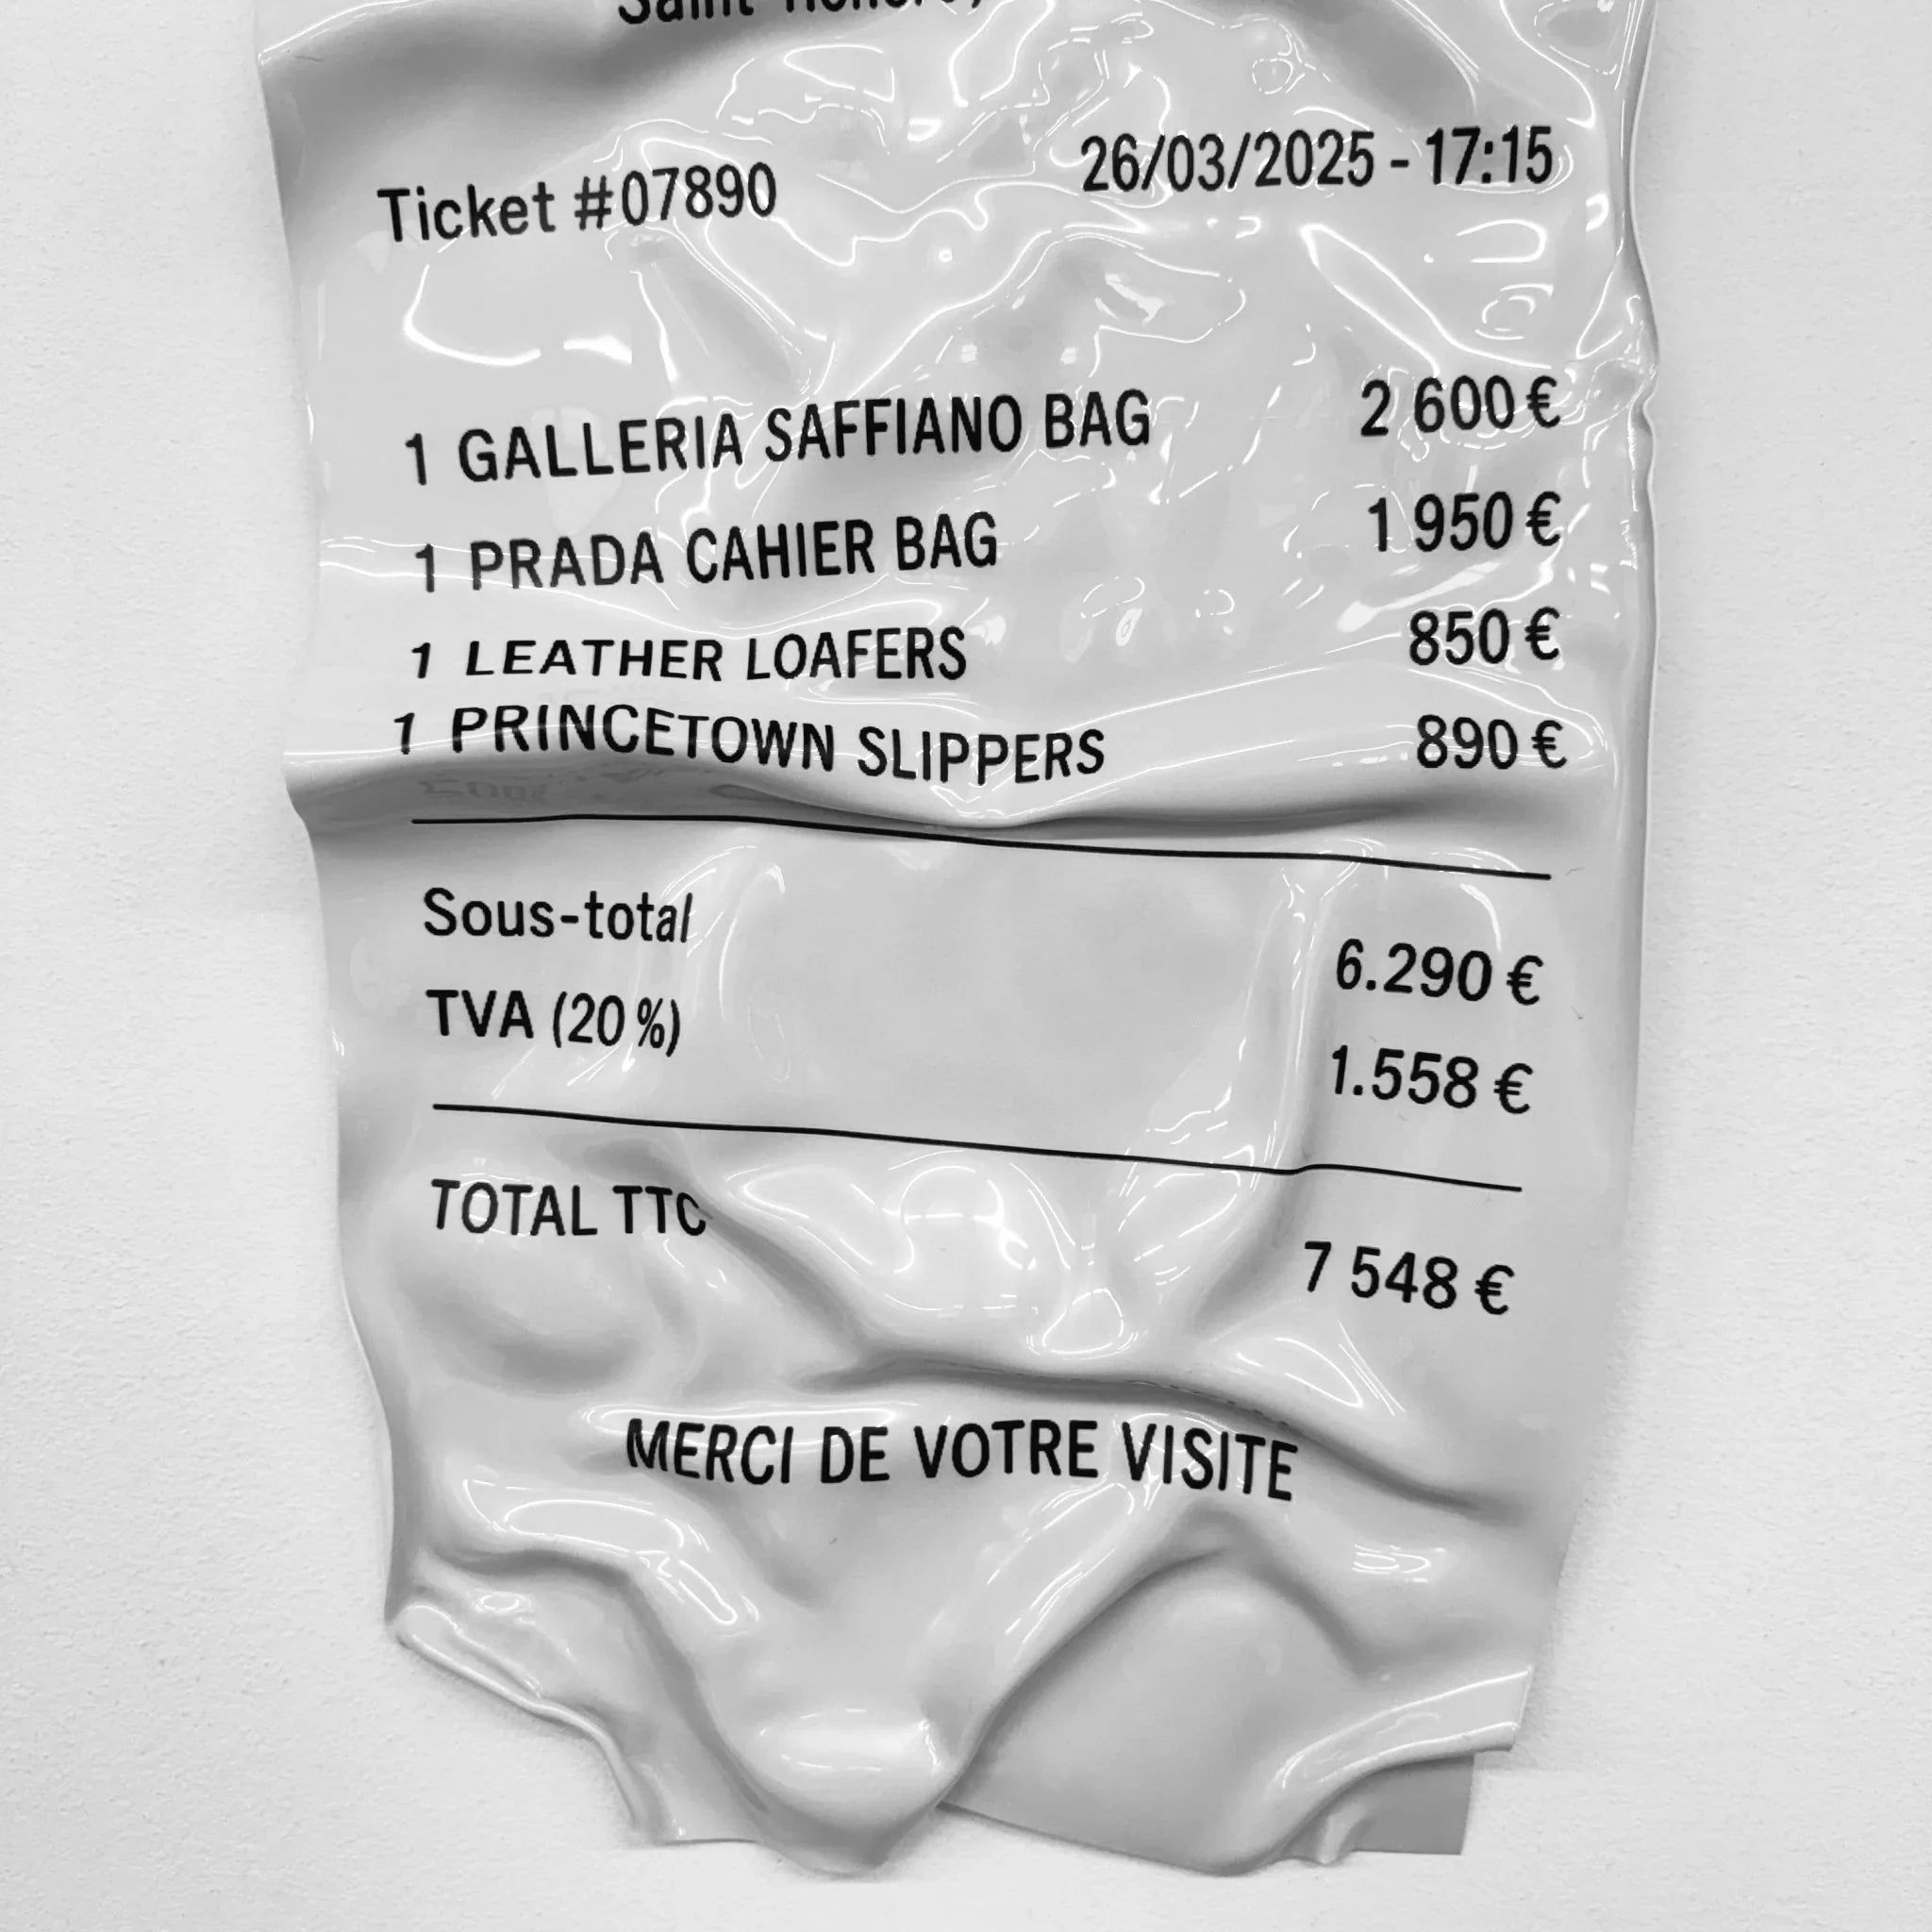 Ticket #07890
26/03/2025 - 17:15
1 GALLERIA SAFFIANO BAG 2 600 €
1 PRADA CAHIER BAG 1 950 €
1 LEATHER LOAFERS 850 €
1 PRINCETOWN SLIPPERS 890 €
Sous-total 6.290 €
TVA (20 %) 1.558 €
TOTAL TTC 7 548 €
MERCI DE VOTRE VISITE